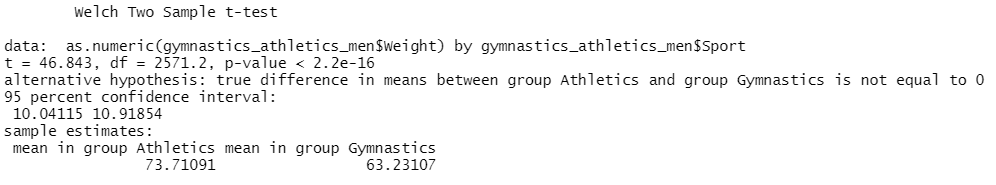 Welch Two Sample t-test
data:  as.numeric(gymnastics_athletics_men$Weight) by gymnastics_athletics_men$Sport
t = 46.843, df = 2571.2, p-value < 2.2e-16
alternative hypothesis: true difference in means between group Athletics and group Gymnastics is not equal to 0
95 percent confidence interval:
 10.04115 10.91854
sample estimates:
 mean in group Athletics mean in group Gymnastics
                73.71091                 63.23107